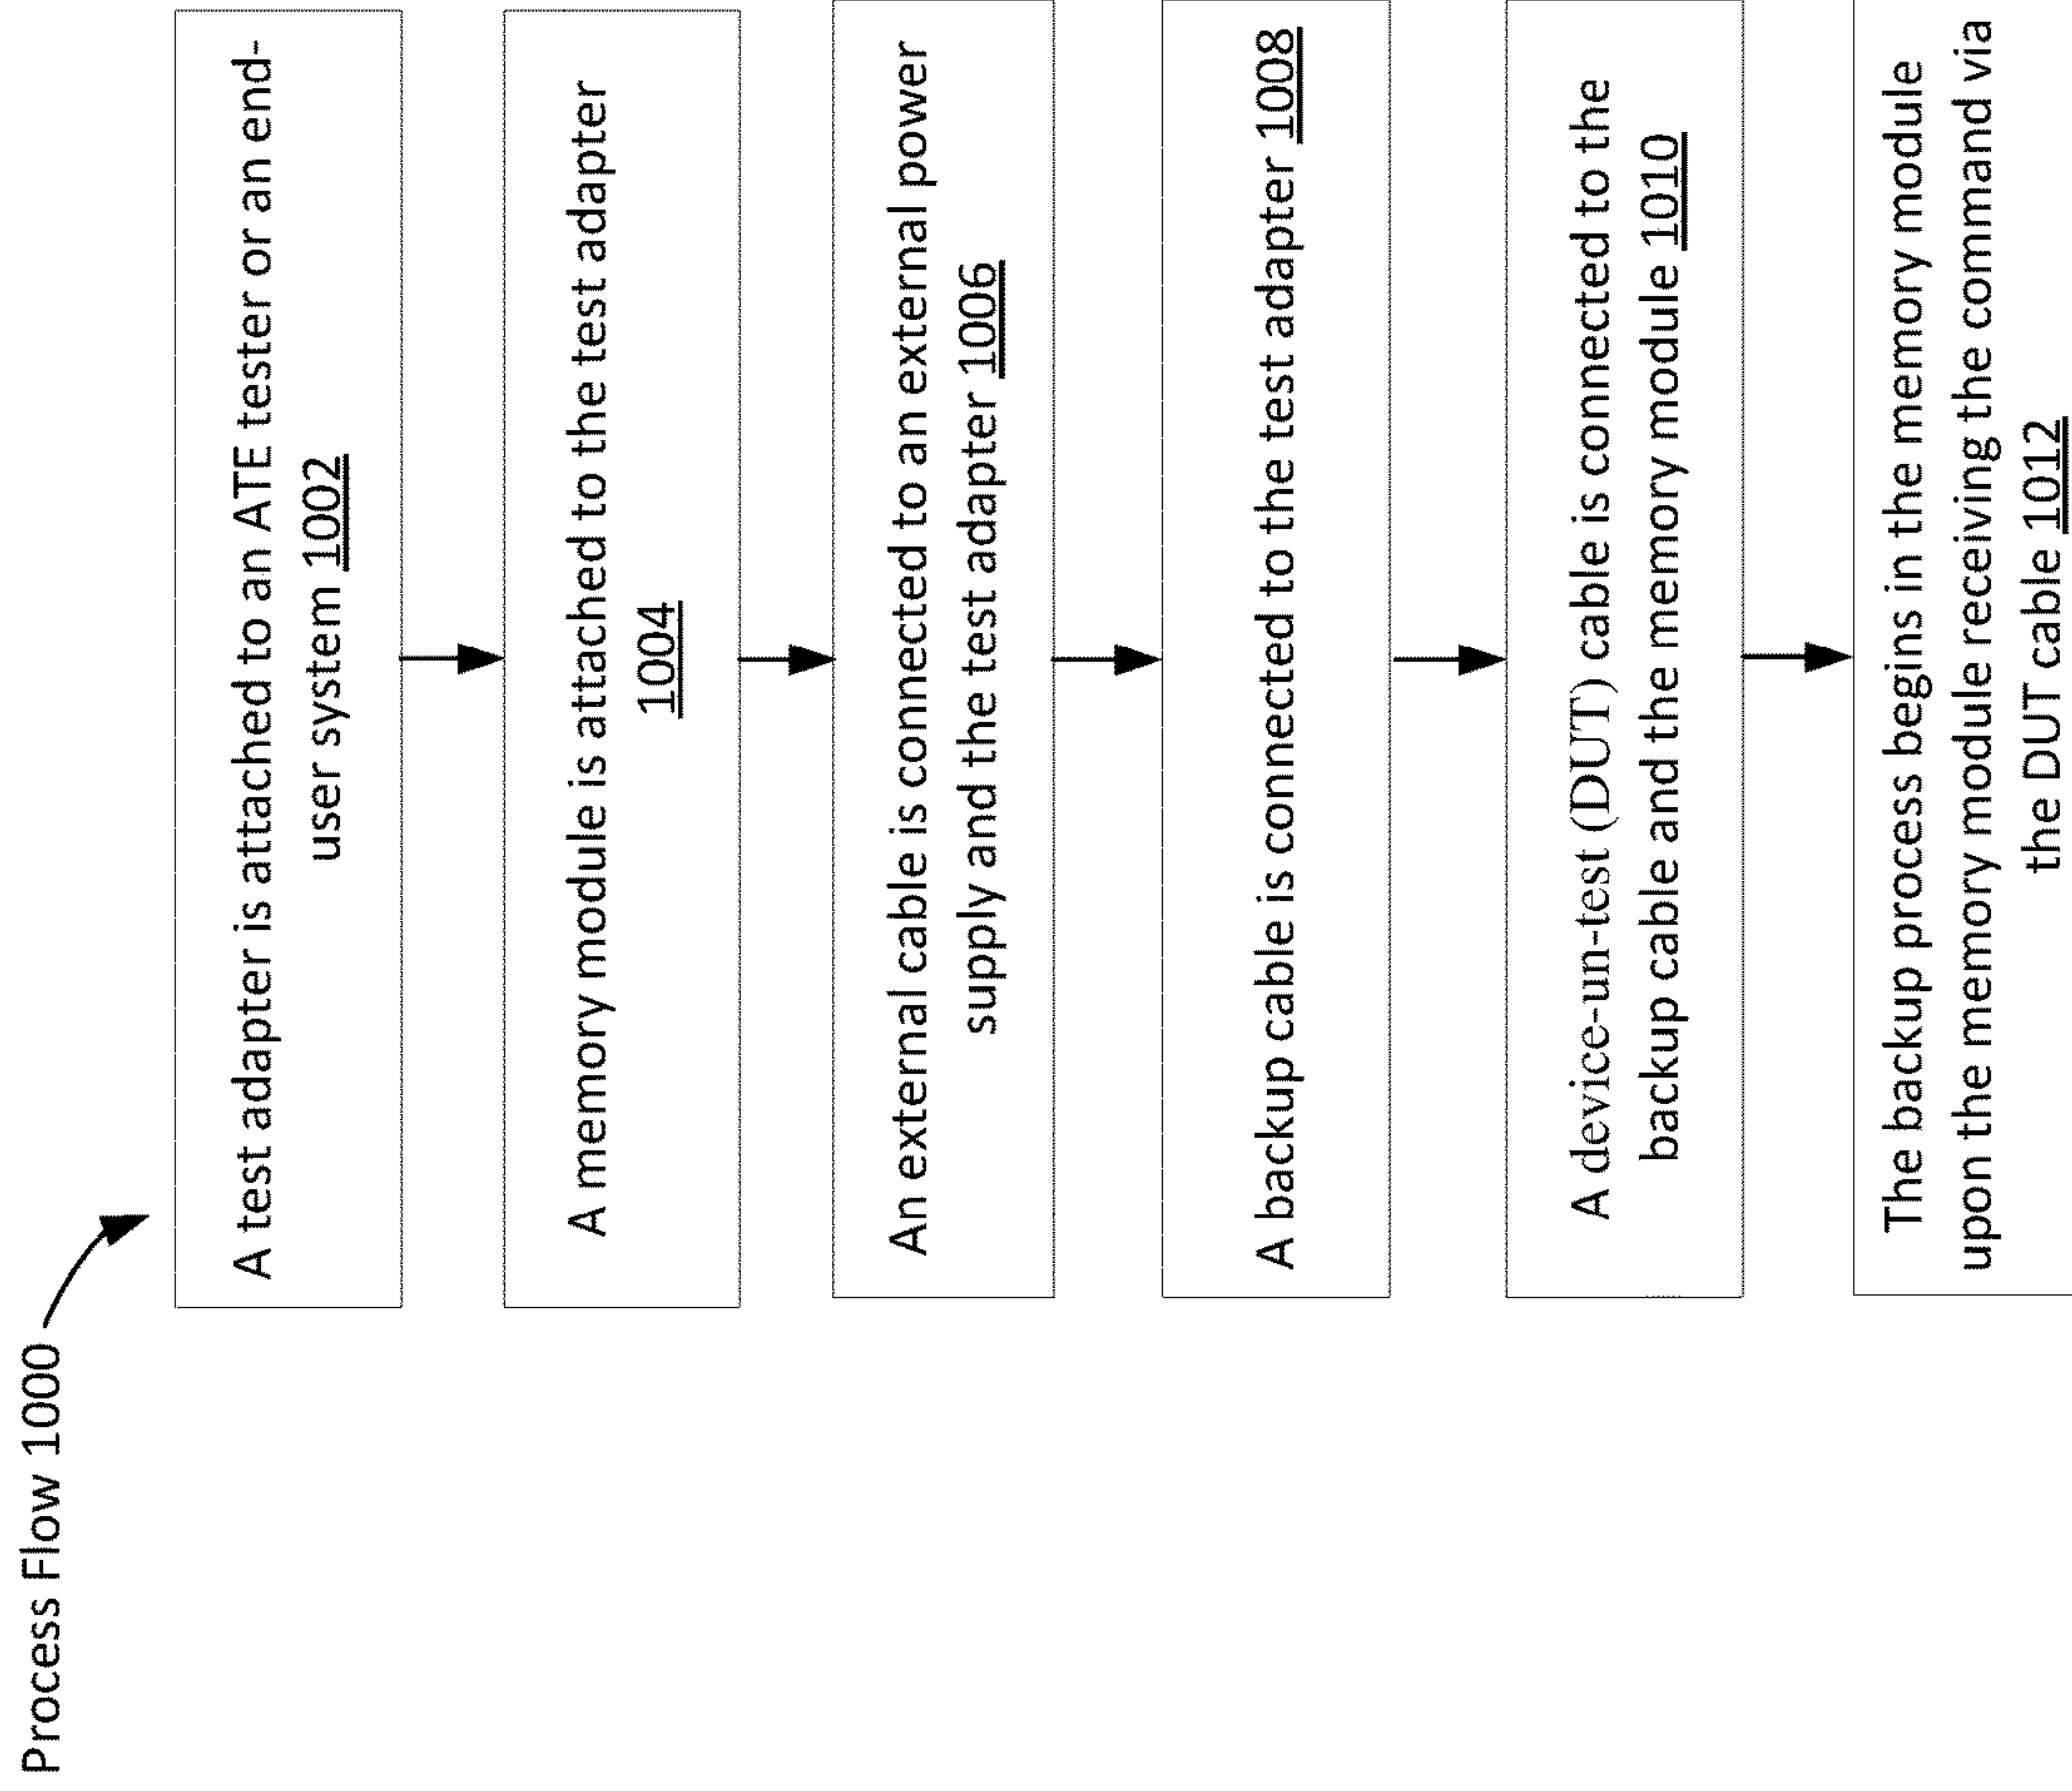 Process Flow 1000
A test adapter is attached to an ATE tester or an end-
user system 1002
A memory module is attached to the test adapter
1004
An external cable is connected to an external power
supply and the test adapter 1006
A backup cable is connected to the test adapter 1008
A device-un-test (DUT) cable is connected to the
backup cable and the memory module 1010
The backup process begins in the memory module
upon the memory module receiving the command via
the DUT cable 1012